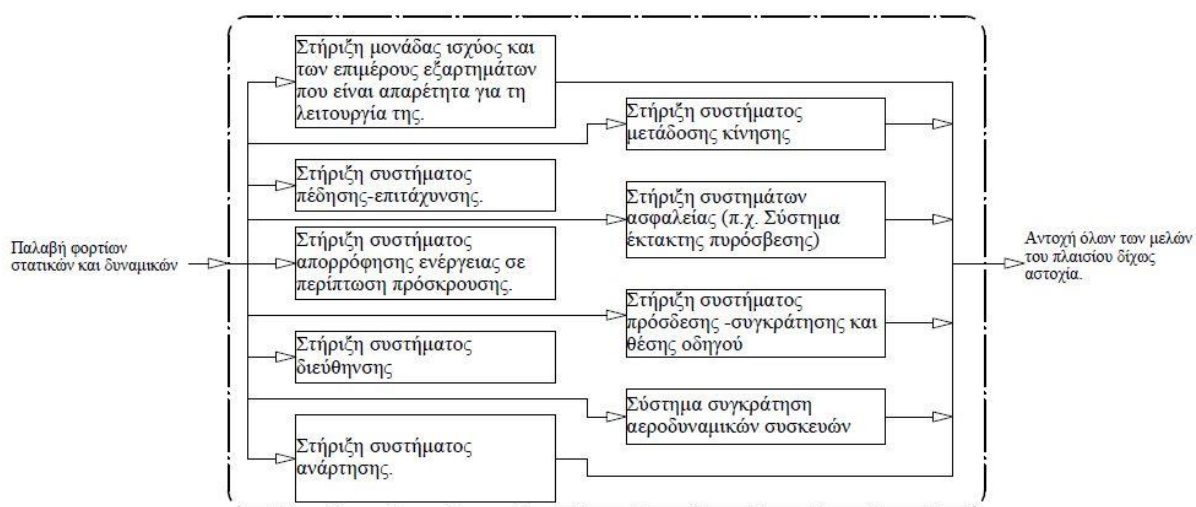 Παλαβή φορτίων
στατικών και δυναμικών
Στήριξη μονάδας ισχύος και
των επιμέρους εξαρτημάτων
που είναι απαρέτητα για τη
λειτουργία της.
Στήριξη συστήματος
πέδησης-επιτάχυνσης.
Στήριξη συστήματος
απορρόφησης ενέργειας σε
περίπτωση πρόσκρουσης.
Στήριξη συστήματος
διεύθηνσης
Στήριξη συστήματος
ανάρτησης.
Στήριξη συστήματος
μετάδοσης κίνησης
Στήριξη συστημάτων
ασφαλείας (π.χ. Σύστημα
έκτακτης πυρόσβεσης)
Στήριξη συστήματος
πρόσδεσης -συγκράτησης και
θέσης οδηγού
Σύστημα συγκράτηση
αεροδυναμικών συσκευών
Αντοχή όλων των μελών
του πλαισίου δίχως
αστοχία.